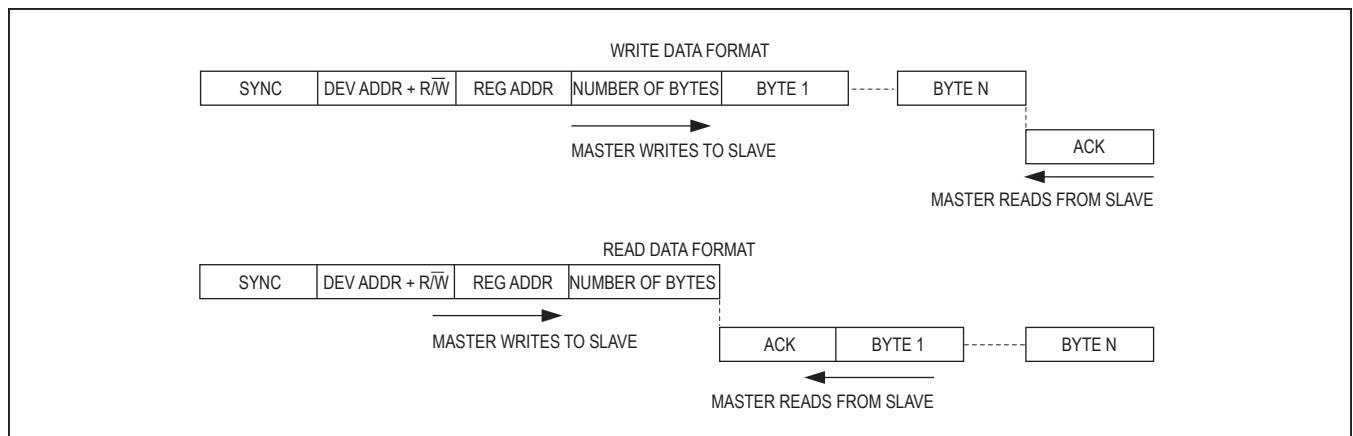 WRITE DATA FORMAT
SYNC DEV ADDR + R/W̅ REG ADDR NUMBER OF BYTES BYTE 1 BYTE N
MASTER WRITES TO SLAVE
ACK
MASTER READS FROM SLAVE
READ DATA FORMAT
SYNC DEV ADDR + R/W̅ REG ADDR NUMBER OF BYTES
MASTER WRITES TO SLAVE
ACK BYTE 1 BYTE N
MASTER READS FROM SLAVE